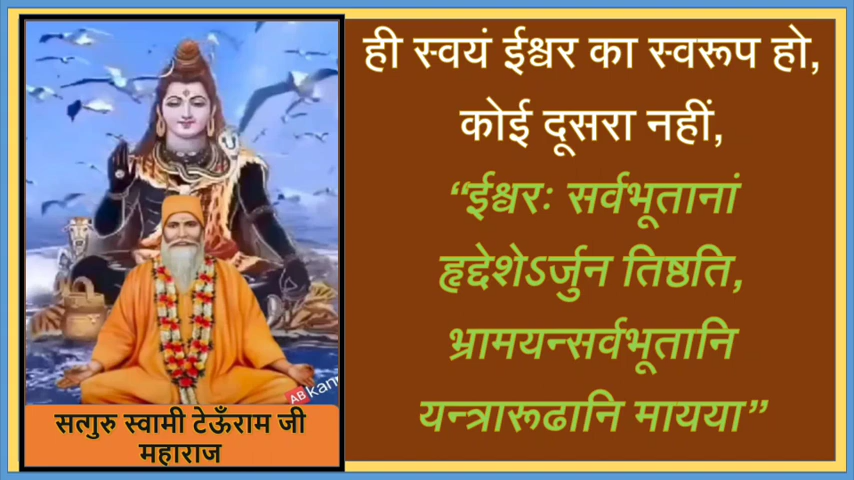 ही स्वयं ईश्वर का स्वरूप हो,
कोई दूसरा नहीं,
“ईश्वरः सर्वभूतानां
हृद्देशेऽर्जुन तिष्ठति,
भ्रामयन्सर्वभूतानि
यन्त्रारूढानि मायया”
AB
सत्गुरु स्वामी टेऊँराम जी
महाराज